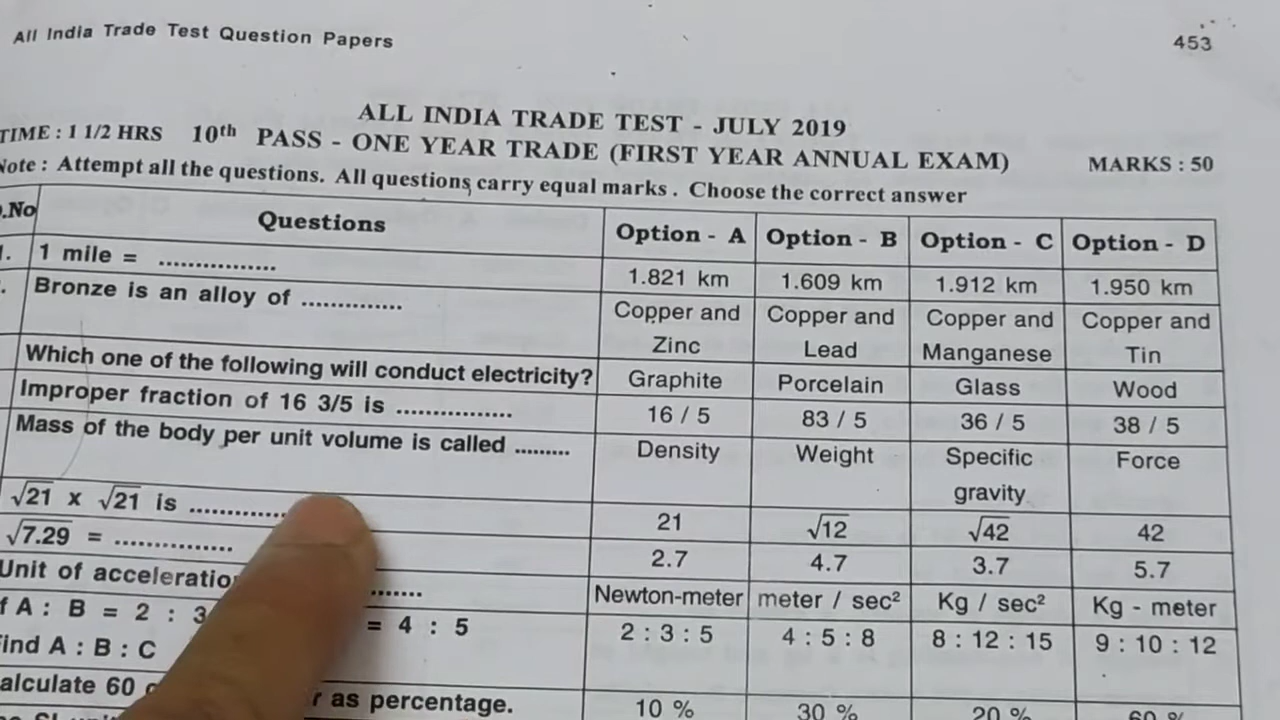 All India Trade Test Question Papers
453
ALL INDIA TRADE TEST - JULY 2019
TIME : 1 1/2 HRS 10th PASS - ONE YEAR TRADE (FIRST YEAR ANNUAL EXAM) MARKS : 50
Note : Attempt all the questions. All questions carry equal marks. Choose the correct answer
.No Questions Option - A Option - B Option - C Option - D
1. 1 mile = ................ 1.821 km 1.609 km 1.912 km 1.950 km
Bronze is an alloy of .............. Copper and Copper and Copper and Copper and
Zinc Lead Manganese Tin
Which one of the following will conduct electricity? Graphite Porcelain Glass Wood
Improper fraction of 16 3/5 is ................ 16 / 5 83 / 5 36 / 5 38 / 5
Mass of the body per unit volume is called ......... Density Weight Specific Force
gravity
√21 x √21 is ............. 21 √12 √42 42
√7.29 = ................ 2.7 4.7 3.7 5.7
Unit of acceleratio ....... Newton-meter meter / sec² Kg / sec² Kg - meter
f A : B = 2 : 3 = 4 : 5 2 : 3 : 5 4 : 5 : 8 8 : 12 : 15 9 : 10 : 12
ind A : B : C
alculate 60 r as percentage. 10 % 30 % 20 % 60 %